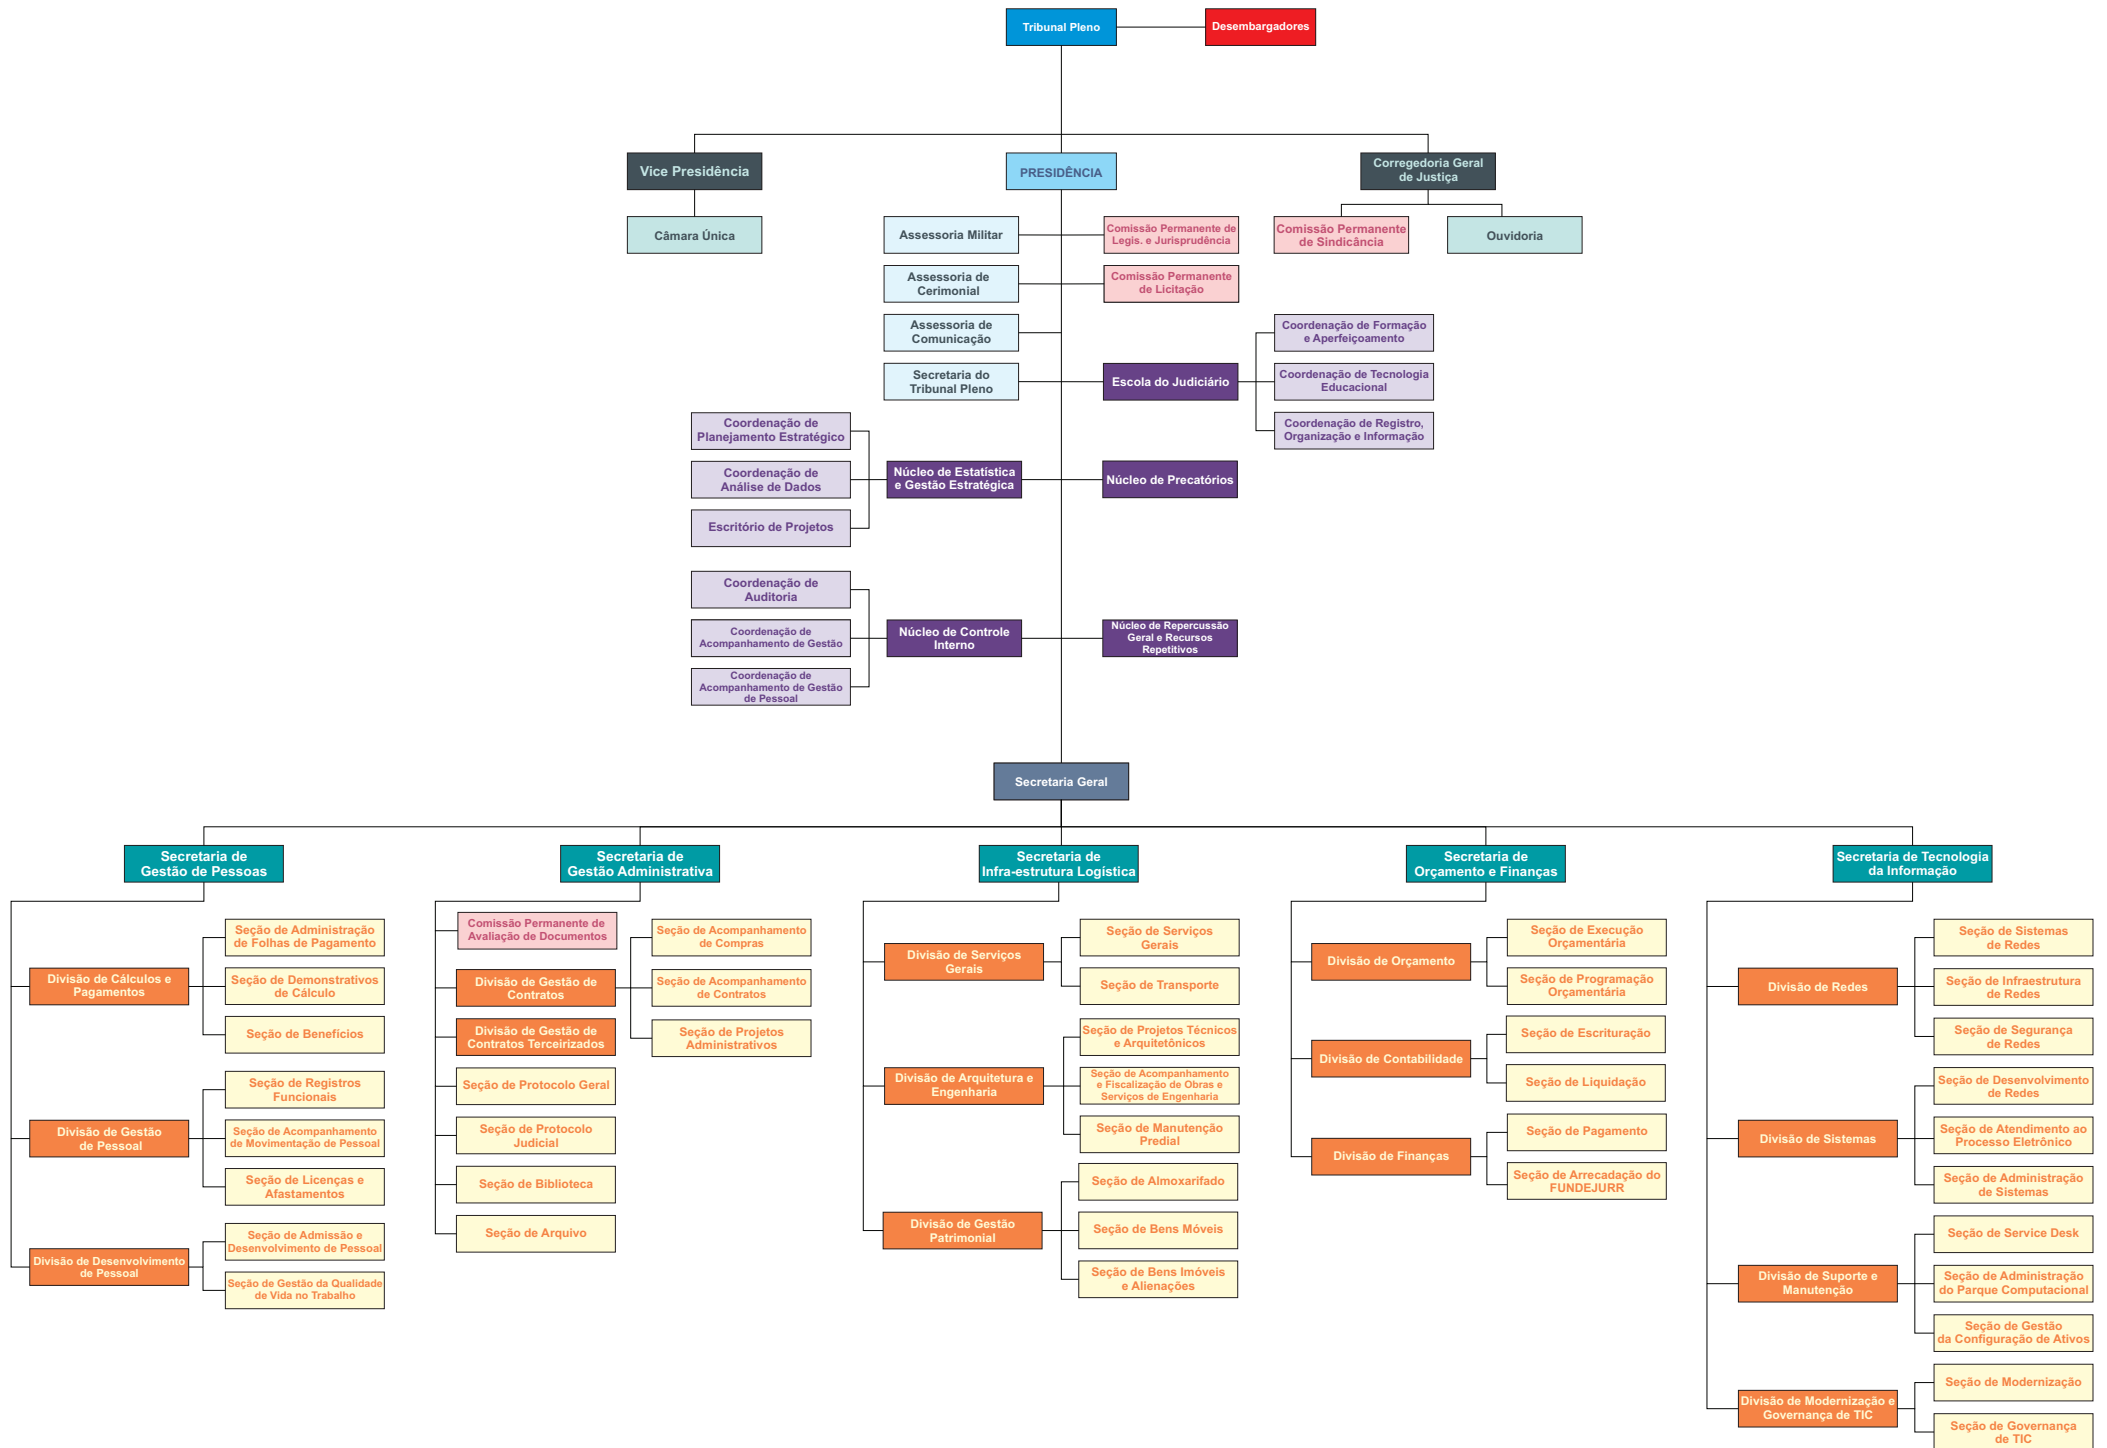 Tribunal Pleno
Desembargadores
Vice Presidência
PRESIDÊNCIA
Corregedoria Geral
de Justiça
Câmara Única
Assessoria Militar
Comissão Permanente de
Legis. e Jurisprudência
Comissão Permanente
de Sindicância
Ouvidoria
Assessoria de
Cerimonial
Comissão Permanente
de Licitação
Assessoria de
Comunicação
Coordenação de Formação
e Aperfeiçoamento
Secretaria do
Tribunal Pleno
Escola do Judiciário
Coordenação de Tecnologia
Educacional
Coordenação de Registro,
Organização e Informação
Coordenação de
Planejamento Estratégico
Coordenação de
Análise de Dados
Núcleo de Estatística
e Gestão Estratégica
Núcleo de Precatórios
Escritório de Projetos
Coordenação de
Auditoria
Coordenação de
Acompanhamento de Gestão
Núcleo de Controle
Interno
Núcleo de Repercussão
Geral e Recursos
Repetitivos
Coordenação de
Acompanhamento de Gestão
de Pessoal
Secretaria Geral
Secretaria de
Gestão de Pessoas
Secretaria de
Gestão Administrativa
Secretaria de
Infra-estrutura Logística
Secretaria de
Orçamento e Finanças
Secretaria de Tecnologia
da Informação
Divisão de Cálculos e
Pagamentos
Seção de Administração
de Folhas de Pagamento
Seção de Demonstrativos
de Cálculo
Seção de Benefícios
Divisão de Gestão
de Pessoal
Seção de Registros
Funcionais
Seção de Acompanhamento
de Movimentação de Pessoal
Seção de Licenças e
Afastamentos
Divisão de Desenvolvimento
de Pessoal
Seção de Admissão e
Desenvolvimento de Pessoal
Seção de Gestão da Qualidade
de Vida no Trabalho
Comissão Permanente de
Avaliação de Documentos
Divisão de Gestão de
Contratos
Seção de Acompanhamento
de Compras
Seção de Acompanhamento
de Contratos
Seção de Projetos
Administrativos
Divisão de Gestão de
Contratos Terceirizados
Seção de Protocolo Geral
Seção de Protocolo
Judicial
Seção de Biblioteca
Seção de Arquivo
Divisão de Serviços
Gerais
Seção de Serviços
Gerais
Seção de Transporte
Divisão de Arquitetura e
Engenharia
Seção de Projetos Técnicos
e Arquitetônicos
Seção de Acompanhamento
e Fiscalização de Obras e
Serviços de Engenharia
Seção de Manutenção
Predial
Divisão de Gestão
Patrimonial
Seção de Almoxarifado
Seção de Bens Móveis
Seção de Bens Imóveis
e Alienações
Divisão de Orçamento
Seção de Execução
Orçamentária
Seção de Programação
Orçamentária
Divisão de Contabilidade
Seção de Escrituração
Seção de Liquidação
Divisão de Finanças
Seção de Pagamento
Seção de Arrecadação do
FUNDEJURR
Divisão de Redes
Seção de Sistemas
de Redes
Seção de Infraestrutura
de Redes
Seção de Segurança
de Redes
Divisão de Sistemas
Seção de Desenvolvimento
de Redes
Seção de Atendimento ao
Processo Eletrônico
Seção de Administração
de Sistemas
Divisão de Suporte e
Manutenção
Seção de Service Desk
Seção de Administração
do Parque Computacional
Seção de Gestão
da Configuração de Ativos
Divisão de Modernização e
Governança de TIC
Seção de Modernização
Seção de Governança
de TIC